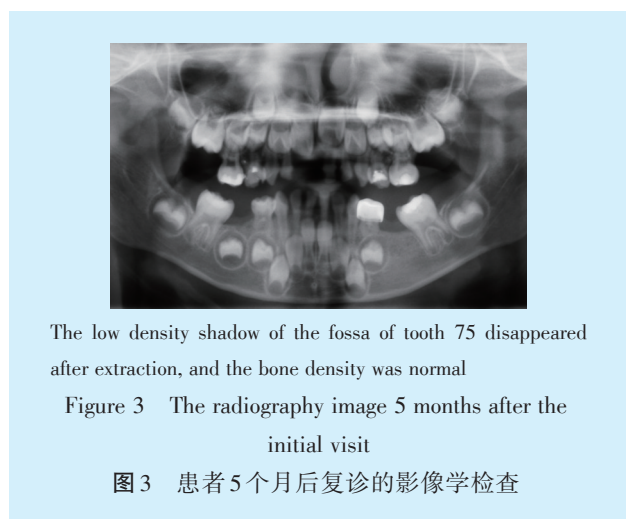 The low density shadow of the fossa of tooth 75 disappeared
after extraction, and the bone density was normal
Figure 3 The radiography image 5 months after the
initial visit
图3 患者5个月后复诊的影像学检查